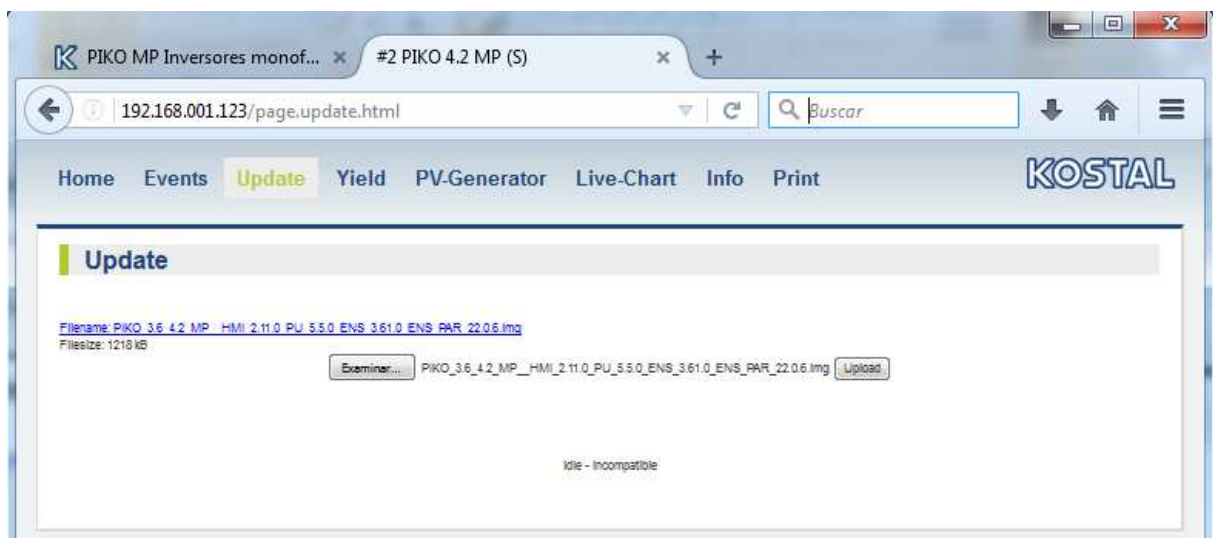 PIKO MP Inversores monof... × #2 PIKO 4.2 MP (S) × +
192.168.001.123/page.update.html Buscar
Home Events Update Yield PV-Generator Live-Chart Info Print KOSTAL
Update
Filename: PIKO_3.6_4.2_MP__HMI_2.11.0_PU_5.5.0_ENS_3.61.0_ENS_PAR_22.0.6.img
Filesize: 1218 kB
Examinar... PIKO_3.6_4.2_MP__HMI_2.11.0_PU_5.5.0_ENS_3.61.0_ENS_PAR_22.0.6.img Upload
Idle - Incompatible